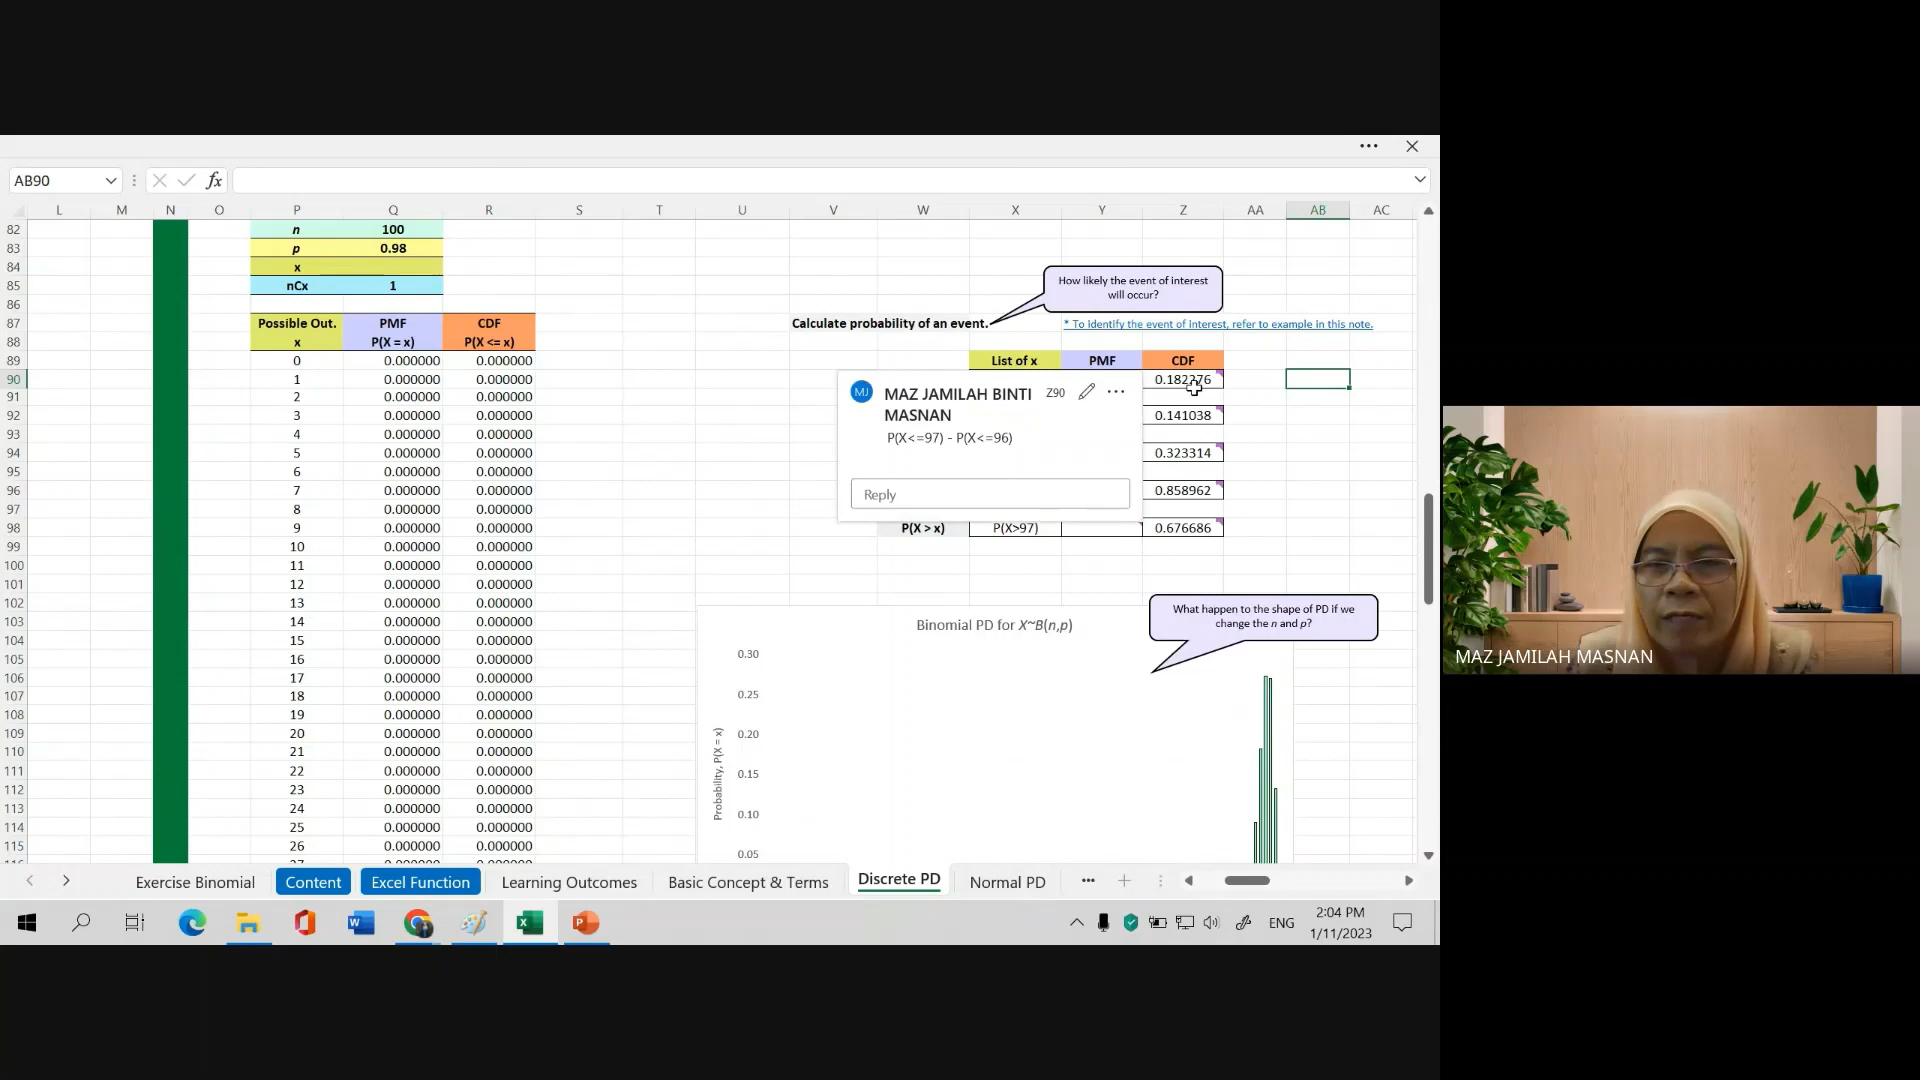 AB90
fx
L M N O P Q R S T U V W X Y Z AA AB AC
82 n 100
83 p 0.98
84 x
85 nCx 1
86
How likely the event of interest
will occur?
87 Possible Out. PMF CDF
88 x P(X = x) P(X <= x)
Calculate probability of an event.
* To identify the event of interest, refer to example in this note.
89 0 0.000000 0.000000
90 1 0.000000 0.000000
91 2 0.000000 0.000000
92 3 0.000000 0.000000
93 4 0.000000 0.000000
94 5 0.000000 0.000000
95 6 0.000000 0.000000
96 7 0.000000 0.000000
97 8 0.000000 0.000000
98 9 0.000000 0.000000
99 10 0.000000 0.000000
100 11 0.000000 0.000000
101 12 0.000000 0.000000
102 13 0.000000 0.000000
103 14 0.000000 0.000000
104 15 0.000000 0.000000
105 16 0.000000 0.000000
106 17 0.000000 0.000000
107 18 0.000000 0.000000
108 19 0.000000 0.000000
109 20 0.000000 0.000000
110 21 0.000000 0.000000
111 22 0.000000 0.000000
112 23 0.000000 0.000000
113 24 0.000000 0.000000
114 25 0.000000 0.000000
115 26 0.000000 0.000000
List of x PMF CDF
0.182276
0.141038
0.323314
0.858962
P(X > x) P(X>97) 0.676686
MJ MAZ JAMILAH BINTI Z90
MASNAN
P(X<=97) - P(X<=96)
Reply
What happen to the shape of PD if we
change the n and p?
Binomial PD for X~B(n,p)
Probability, P(X = x)
0.30
0.25
0.20
0.15
0.10
0.05
Exercise Binomial Content Excel Function Learning Outcomes Basic Concept & Terms Discrete PD Normal PD
ENG
2:04 PM
1/11/2023
MAZ JAMILAH MASNAN